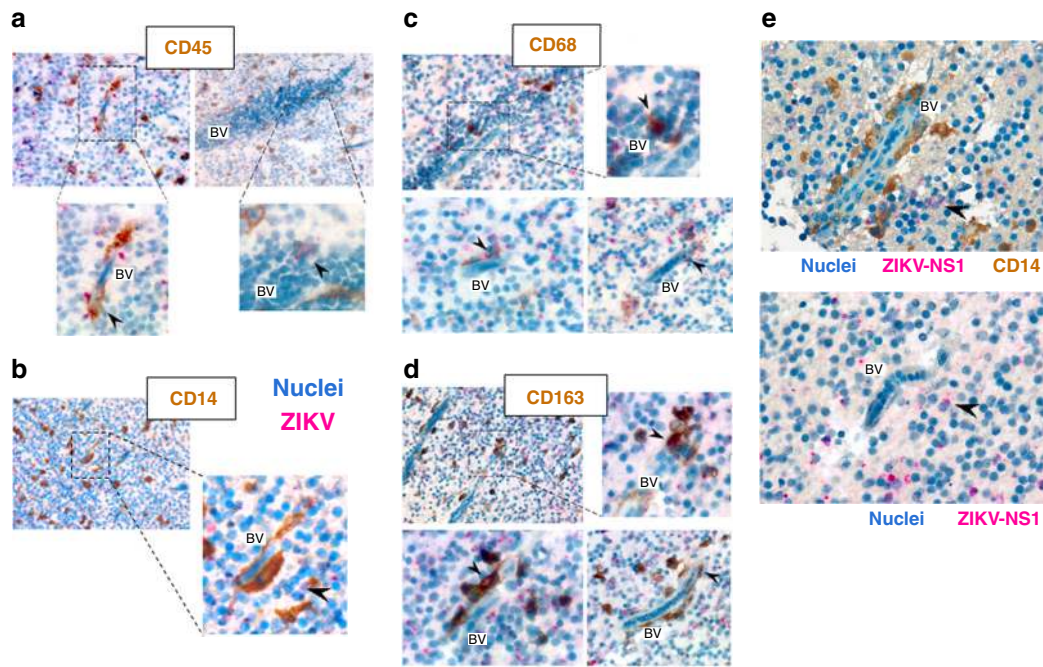 a
CD45
BV
BV
BV
BV
b
CD14
Nuclei
ZIKV
BV
c
CD68
BV
BV
BV
d
CD163
BV
BV
BV
e
BV
Nuclei ZIKV-NS1 CD14
BV
Nuclei ZIKV-NS1